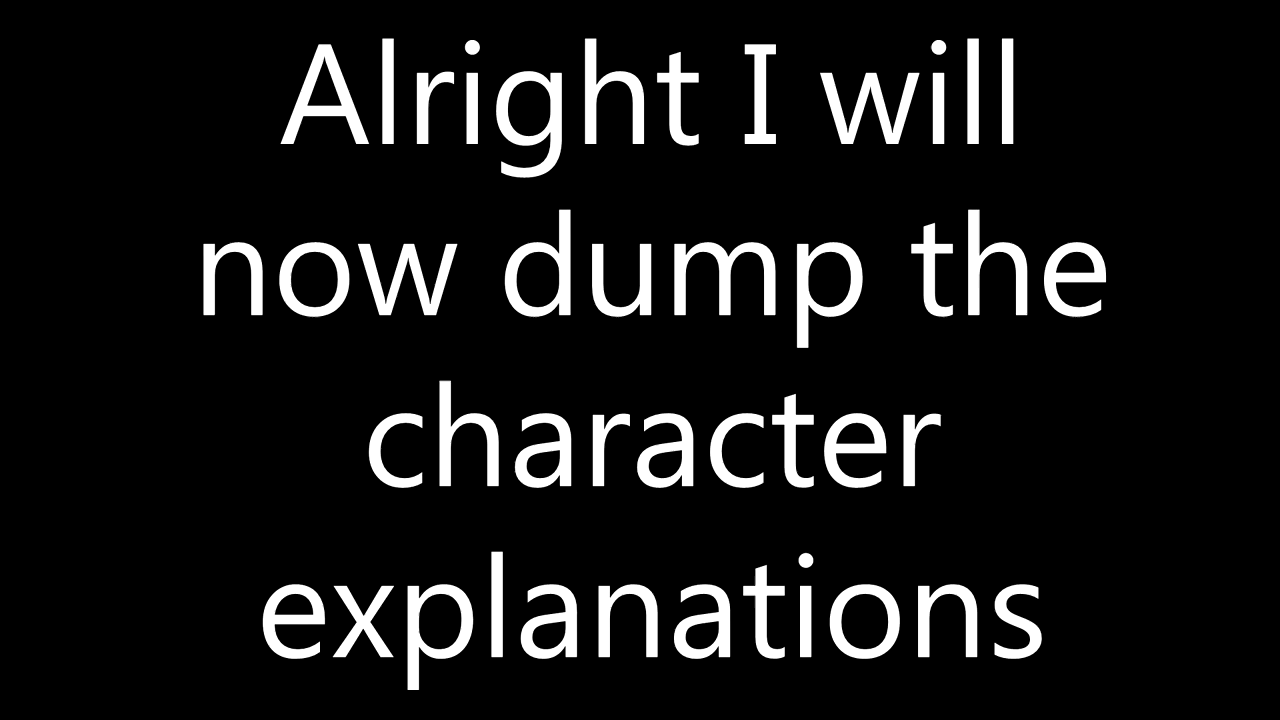 Alright I will
now dump the
character
explanations